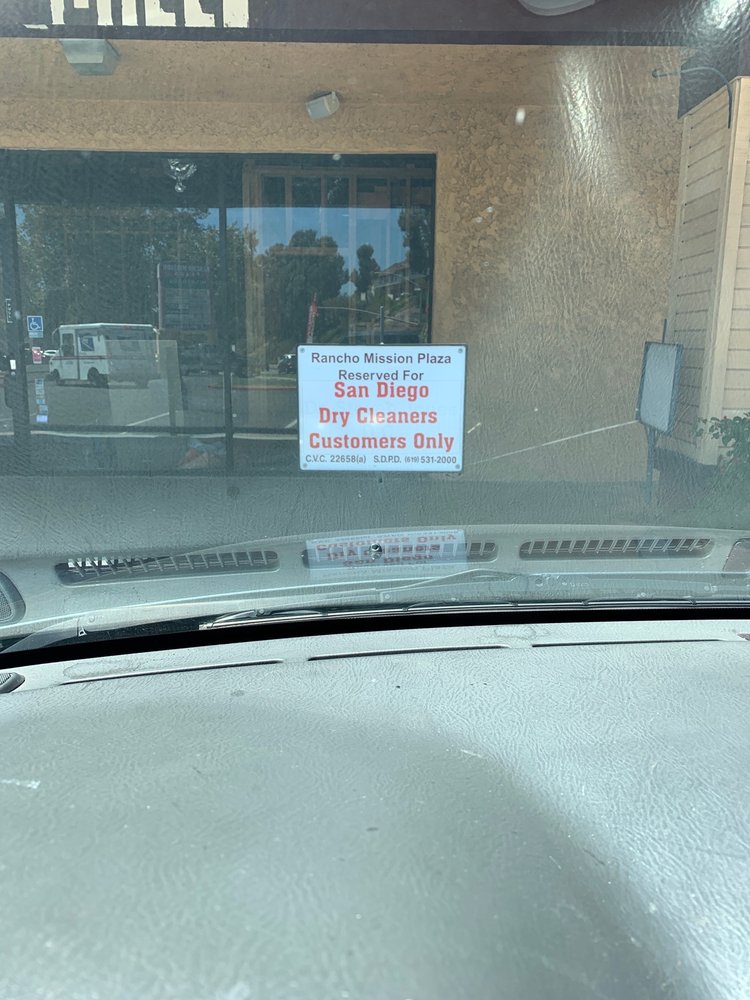 Rancho Mission Plaza
Reserved For
San Diego
Dry Cleaners
Customers Only
C.V.C. 22658(a) S.D.P.D. (619) 531-2000